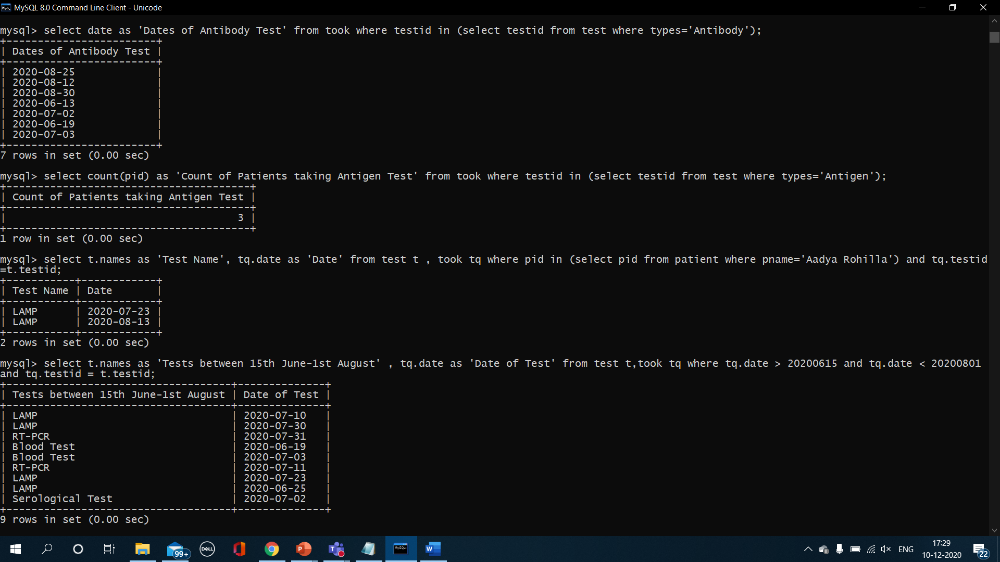 MySQL 8.0 Command Line Client - Unicode
mysql> select date as 'Dates of Antibody Test' from took where testid in (select testid from test where types='Antibody');
+------------------------+
| Dates of Antibody Test |
+------------------------+
| 2020-08-25             |
| 2020-08-12             |
| 2020-08-30             |
| 2020-06-13             |
| 2020-07-02             |
| 2020-06-19             |
| 2020-07-03             |
+------------------------+
7 rows in set (0.00 sec)
mysql> select count(pid) as 'Count of Patients taking Antigen Test' from took where testid in (select testid from test where types='Antigen');
+---------------------------------------+
| Count of Patients taking Antigen Test |
+---------------------------------------+
|                                     3 |
+---------------------------------------+
1 row in set (0.00 sec)
mysql> select t.names as 'Test Name', tq.date as 'Date' from test t , took tq where pid in (select pid from patient where pname='Aadya Rohilla') and tq.testid
=t.testid;
+-----------+------------+
| Test Name | Date       |
+-----------+------------+
| LAMP      | 2020-07-23 |
| LAMP      | 2020-08-13 |
+-----------+------------+
2 rows in set (0.00 sec)
mysql> select t.names as 'Tests between 15th June-1st August' , tq.date as 'Date of Test' from test t,took tq where tq.date > 20200615 and tq.date < 20200801
and tq.testid = t.testid;
+------------------------------------+--------------+
| Tests between 15th June-1st August | Date of Test |
+------------------------------------+--------------+
| LAMP                               | 2020-07-10   |
| LAMP                               | 2020-07-30   |
| RT-PCR                             | 2020-07-31   |
| Blood Test                         | 2020-06-19   |
| Blood Test                         | 2020-07-03   |
| RT-PCR                             | 2020-07-11   |
| LAMP                               | 2020-07-23   |
| LAMP                               | 2020-06-25   |
| Serological Test                   | 2020-07-02   |
+------------------------------------+--------------+
9 rows in set (0.00 sec)
99+
DELL
P
T
MySQL
W
ENG
17:29
10-12-2020
22